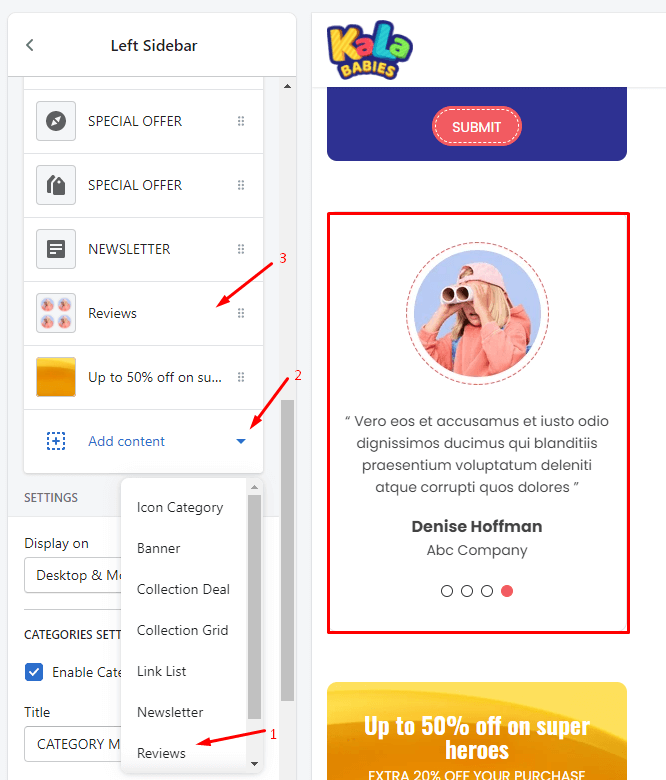 Left Sidebar
SPECIAL OFFER
SPECIAL OFFER
NEWSLETTER
3
Reviews
Up to 50% off on su...
2
Add content
SETTINGS
Icon Category
Display on
Banner
Desktop & Mo
Collection Deal
Collection Grid
CATEGORIES SETT
Link List
Enable Cate
Title
Newsletter
CATEGORY M
1
Reviews
KaLa
BABIES
SUBMIT
“ Vero eos et accusamus et iusto odio
dignissimos ducimus qui blanditiis
praesentium voluptatum deleniti
atque corrupti quos dolores ”
Denise Hoffman
Abc Company
Up to 50% off on super
heroes
EXTRA 20% OFF YOUR PURCHASE